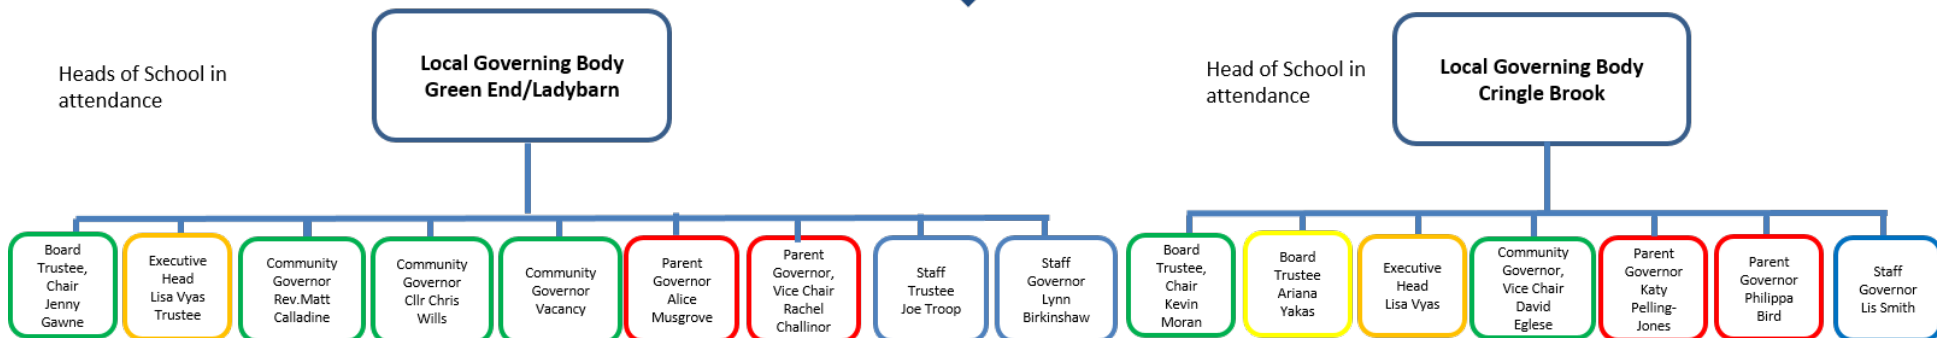 Heads of School in
attendance
Local Governing Body
Green End/Ladybarn
Head of School in
attendance
Local Governing Body
Cringle Brook
Board
Trustee,
Chair
Jenny
Gawne
Executive
Head
Lisa Vyas
Trustee
Community
Governor
Rev.Matt
Calladine
Community
Governor
Cllr Chris
Wills
Community
Governor
Vacancy
Parent
Governor
Alice
Musgrove
Parent
Governor,
Vice Chair
Rachel
Challinor
Staff
Trustee
Joe Troop
Staff
Governor
Lynn
Birkinshaw
Board
Trustee,
Chair
Kevin
Moran
Board
Trustee
Ariana
Yakas
Executive
Head
Lisa Vyas
Community
Governor,
Vice Chair
David
Eglese
Parent
Governor
Katy
Pelling-
Jones
Parent
Governor
Philippa
Bird
Staff
Governor
Lis Smith